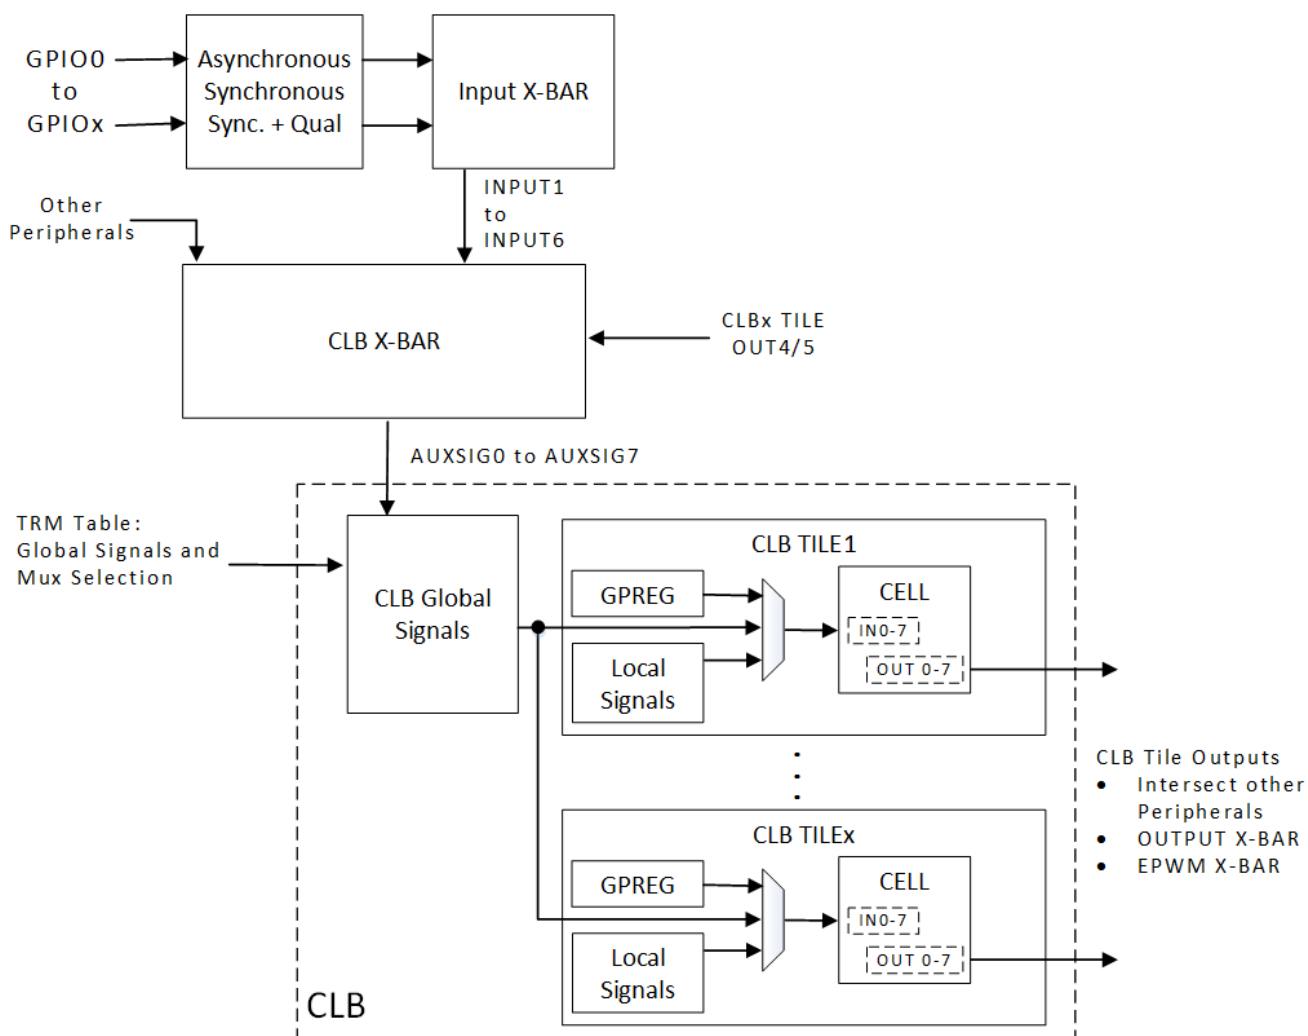 GPIO0
to
GPIOx
Asynchronous
Synchronous
Sync. + Qual
Input X-BAR
INPUT1
to
INPUT6
Other
Peripherals
CLB X-BAR
CLBx TILE
OUT4/5
AUXSIG0 to AUXSIG7
TRM Table:
Global Signals and
Mux Selection
CLB Global
Signals
CLB TILE1
GPREG
Local
Signals
CELL
IN0-7
OUT 0-7
CLB TILEx
GPREG
Local
Signals
CELL
IN0-7
OUT 0-7
CLB Tile Outputs
• Intersect other
Peripherals
• OUTPUT X-BAR
• EPWM X-BAR
CLB